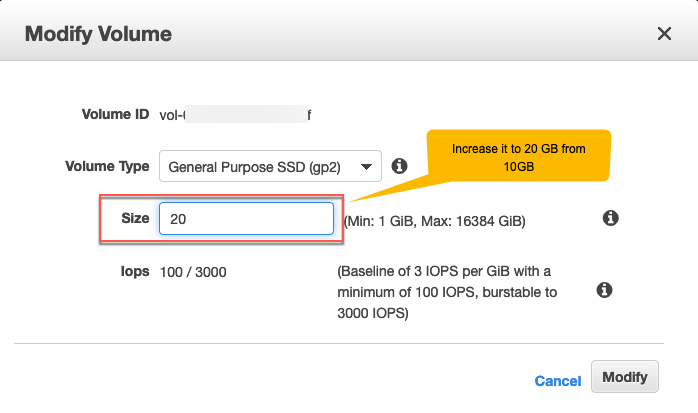 Modify Volume
Volume ID vol- f
Volume Type General Purpose SSD (gp2)
Increase it to 20 GB from
10GB
Size 20 (Min: 1 GiB, Max: 16384 GiB)
Iops 100 / 3000 (Baseline of 3 IOPS per GiB with a
minimum of 100 IOPS, burstable to
3000 IOPS)
Cancel Modify